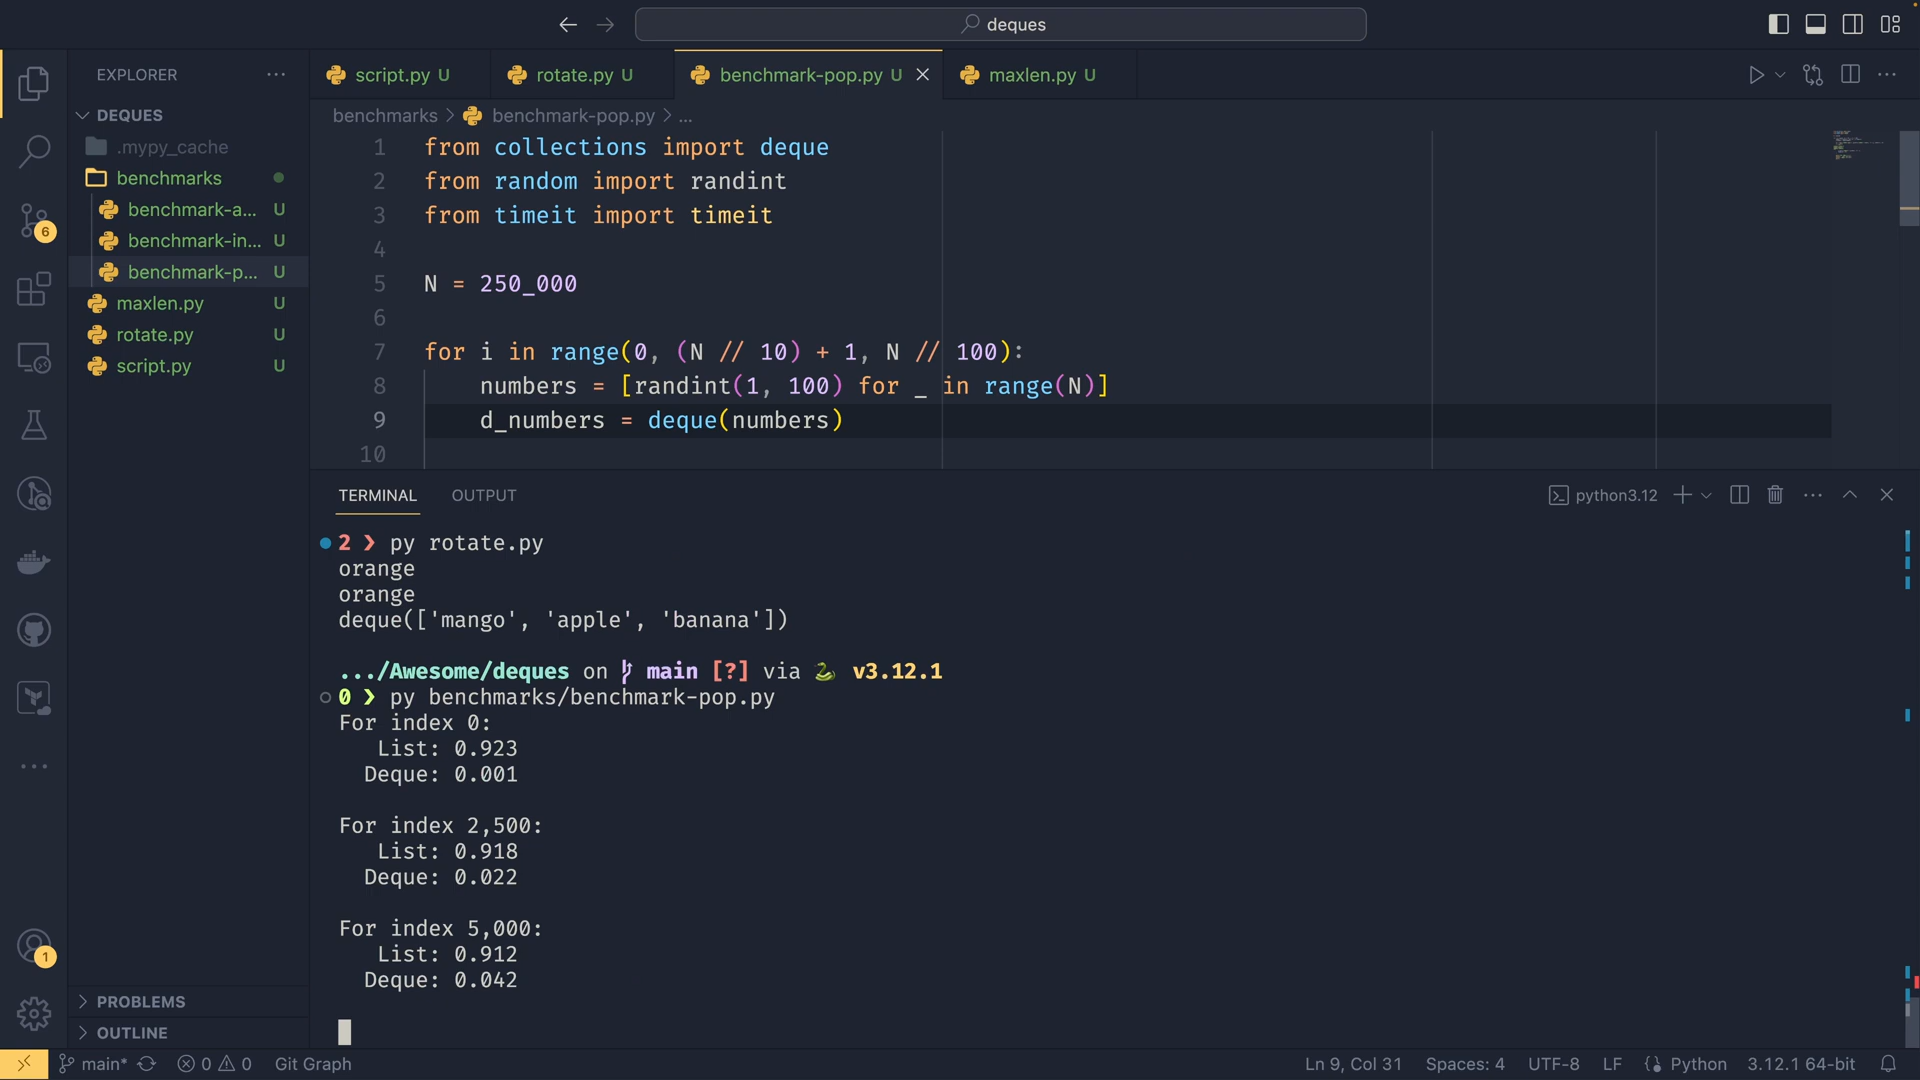 deques
EXPLORER
DEQUES
.mypy_cache
benchmarks
benchmark-a... U
benchmark-in... U
benchmark-p... U
maxlen.py U
rotate.py U
script.py U
PROBLEMS
OUTLINE
6
1
script.py U
rotate.py U
benchmark-pop.py U
maxlen.py U
benchmarks > benchmark-pop.py > ...
1 from collections import deque
2 from random import randint
3 from timeit import timeit
4
5 N = 250_000
6
7 for i in range(0, (N // 10) + 1, N // 100):
8 numbers = [randint(1, 100) for _ in range(N)]
9 d_numbers = deque(numbers)
10
TERMINAL OUTPUT
python3.12
2 ❯ py rotate.py
orange
orange
deque(['mango', 'apple', 'banana'])
.../Awesome/deques on main [?] via 🐍 v3.12.1
0 ❯ py benchmarks/benchmark-pop.py
For index 0:
List: 0.923
Deque: 0.001
For index 2,500:
List: 0.918
Deque: 0.022
For index 5,000:
List: 0.912
Deque: 0.042
main* 0 0 Git Graph
Ln 9, Col 31 Spaces: 4 UTF-8 LF Python 3.12.1 64-bit